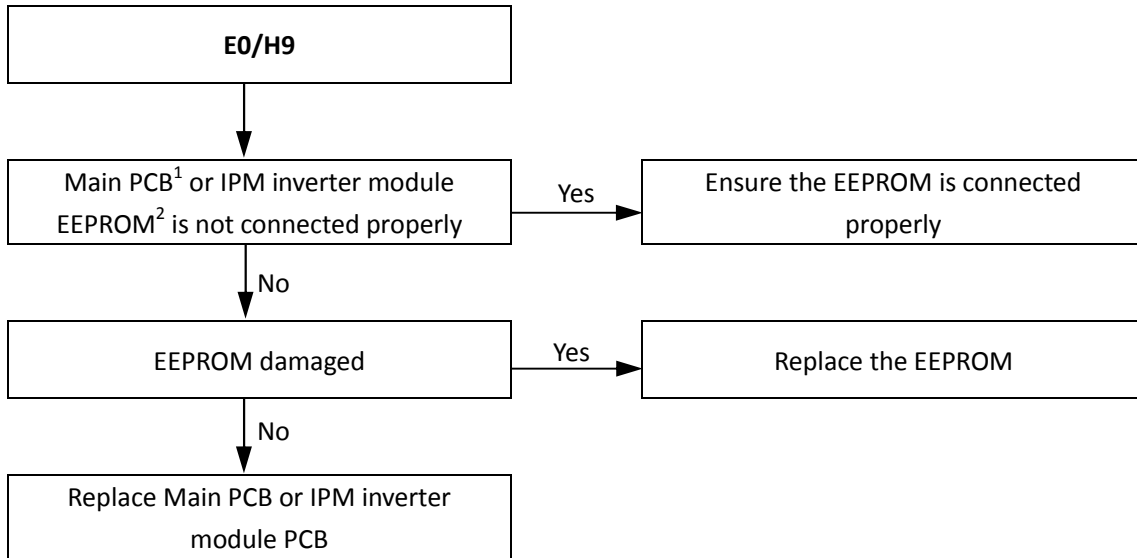 E0/H9
Main PCB¹ or IPM inverter module
EEPROM² is not connected properly
Yes
Ensure the EEPROM is connected
properly
No
EEPROM damaged
Yes
Replace the EEPROM
No
Replace Main PCB or IPM inverter
module PCB